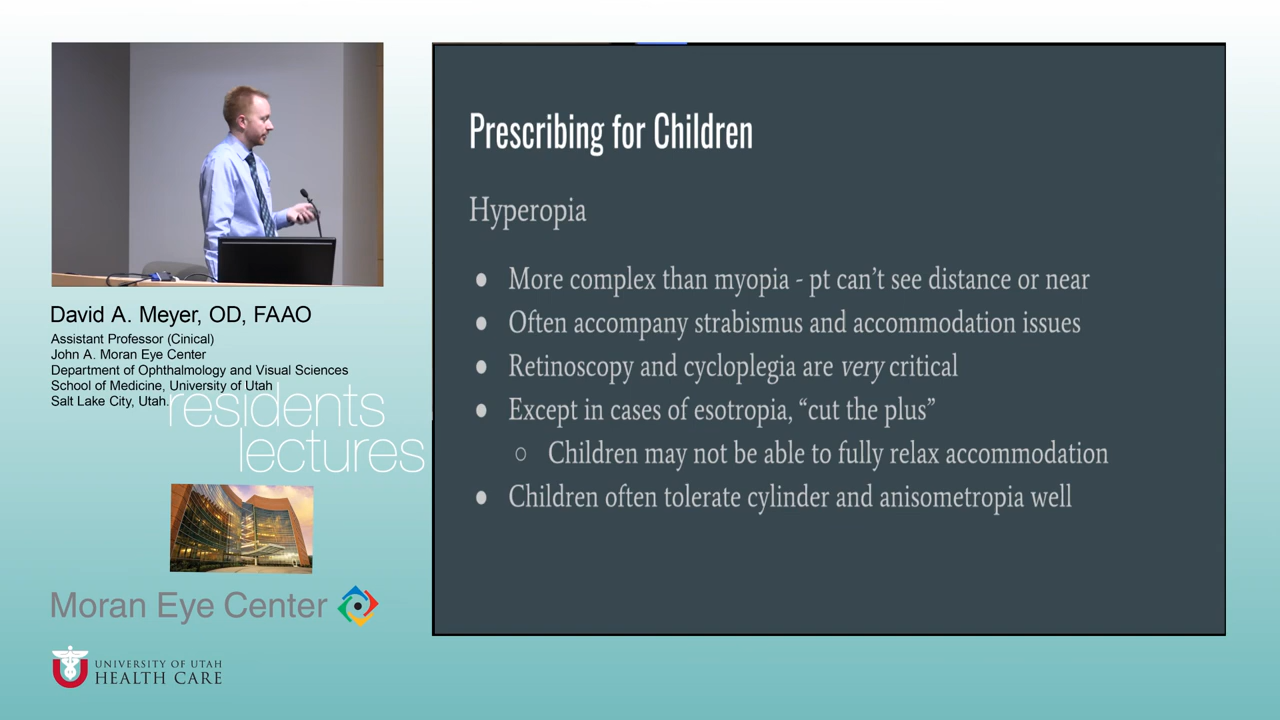 David A. Meyer, OD, FAAO
Assistant Professor (Cinical)
John A. Moran Eye Center
Department of Ophthalmology and Visual Sciences
School of Medicine, University of Utah
Salt Lake City, Utah.
residents
lectures
Moran Eye Center
UNIVERSITY OF UTAH
HEALTH CARE
Prescribing for Children
Hyperopia
● More complex than myopia - pt can’t see distance or near
● Often accompany strabismus and accommodation issues
● Retinoscopy and cycloplegia are very critical
● Except in cases of esotropia, “cut the plus”
○ Children may not be able to fully relax accommodation
● Children often tolerate cylinder and anisometropia well